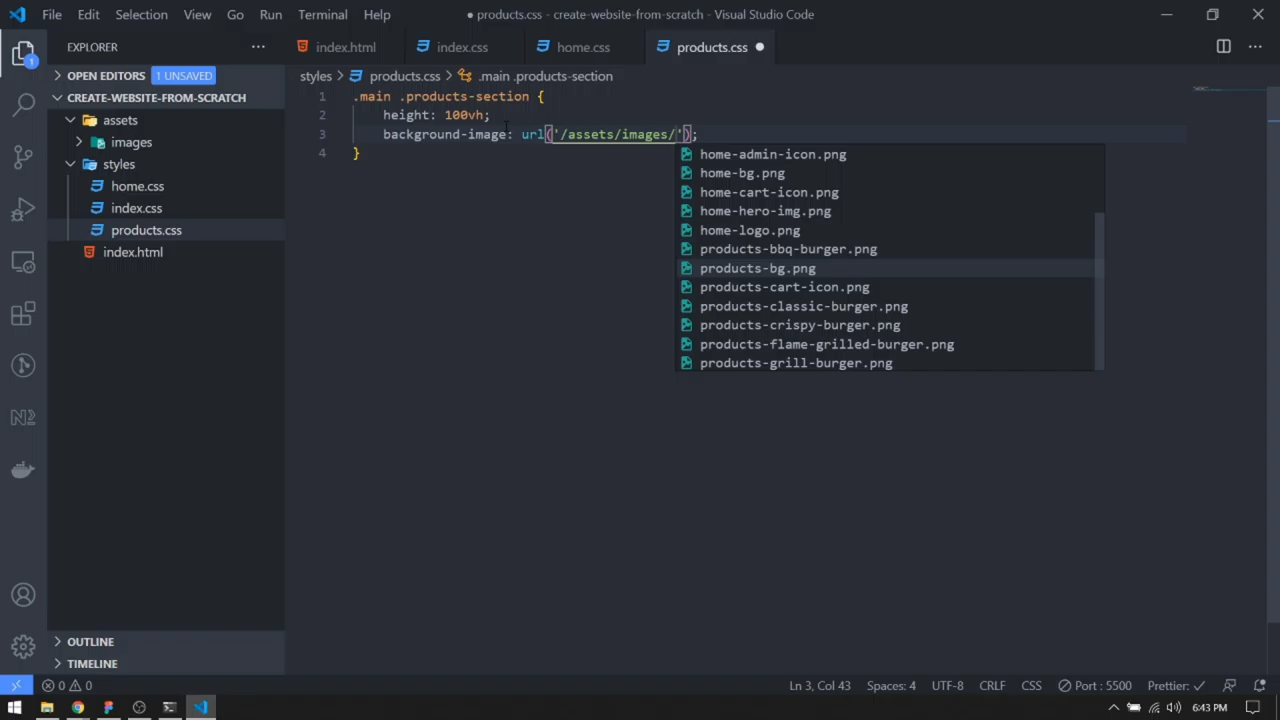 File Edit Selection View Go Run Terminal Help
● products.css - create-website-from-scratch - Visual Studio Code
EXPLORER
index.html
index.css
home.css
products.css
OPEN EDITORS 1 UNSAVED
styles > products.css > .main .products-section
CREATE-WEBSITE-FROM-SCRATCH
assets
images
styles
home.css
index.css
products.css
index.html
1 .main .products-section {
2 height: 100vh;
3 background-image: url('/assets/images/');
4 }
home-admin-icon.png
home-bg.png
home-cart-icon.png
home-hero-img.png
home-logo.png
products-bbq-burger.png
products-bg.png
products-cart-icon.png
products-classic-burger.png
products-crispy-burger.png
products-flame-grilled-burger.png
products-grill-burger.png
1
N2
OUTLINE
TIMELINE
0 0
Ln 3, Col 43 Spaces: 4 UTF-8 CRLF CSS Port : 5500 Prettier: ✓
6:43 PM